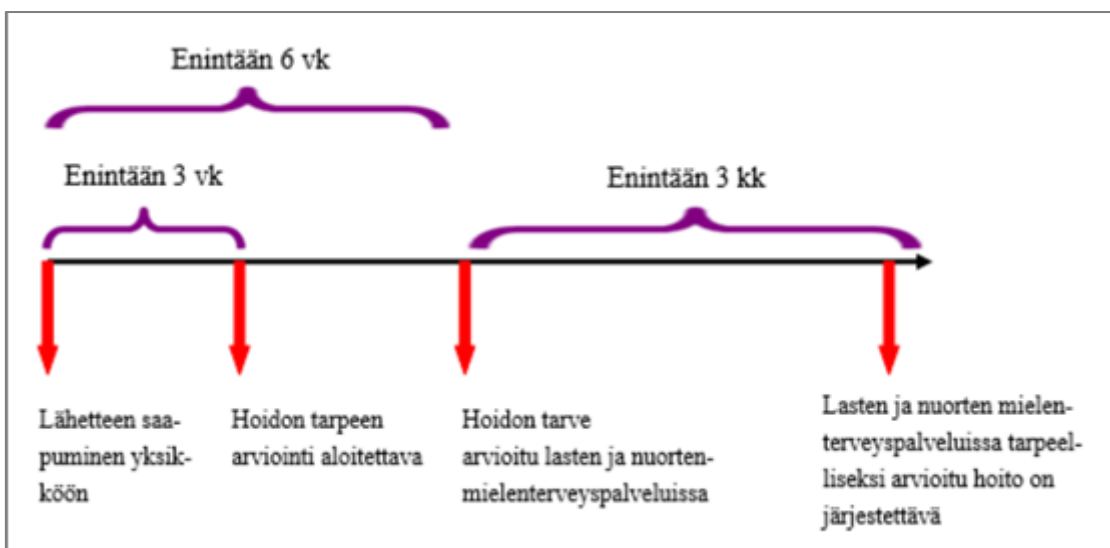 Enintään 6 vk
Enintään 3 vk
Enintään 3 kk
Lähetteen saa-
puminen yksik-
köön
Hoidon tarpeen
arviointi aloitettava
Hoidon tarve
arvioitu lasten ja nuorten-
mielenterveyspalveluissa
Lasten ja nuorten mielen-
terveyspalveluissa tarpeel-
liseksi arvioitu hoito on
järjestettävä